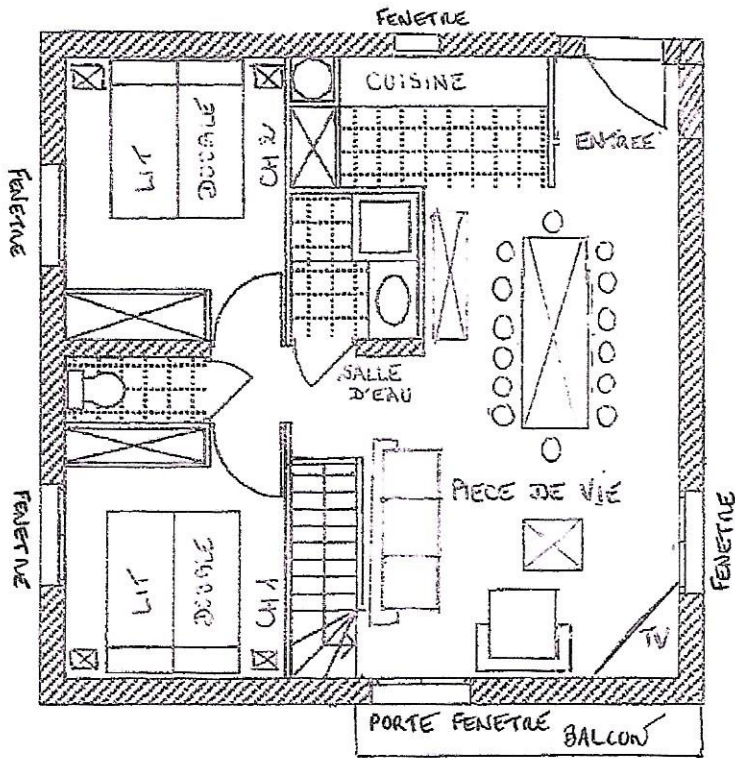 FENETRE
CUISINE
ENTREE
LIT
DOUBLE
CH 2
FENETRE
SALLE
D'EAU
PIECE DE VIE
FENETRE
LIT
DOUBLE
CH 1
FENETRE
TV
PORTE FENETRE
BALCON